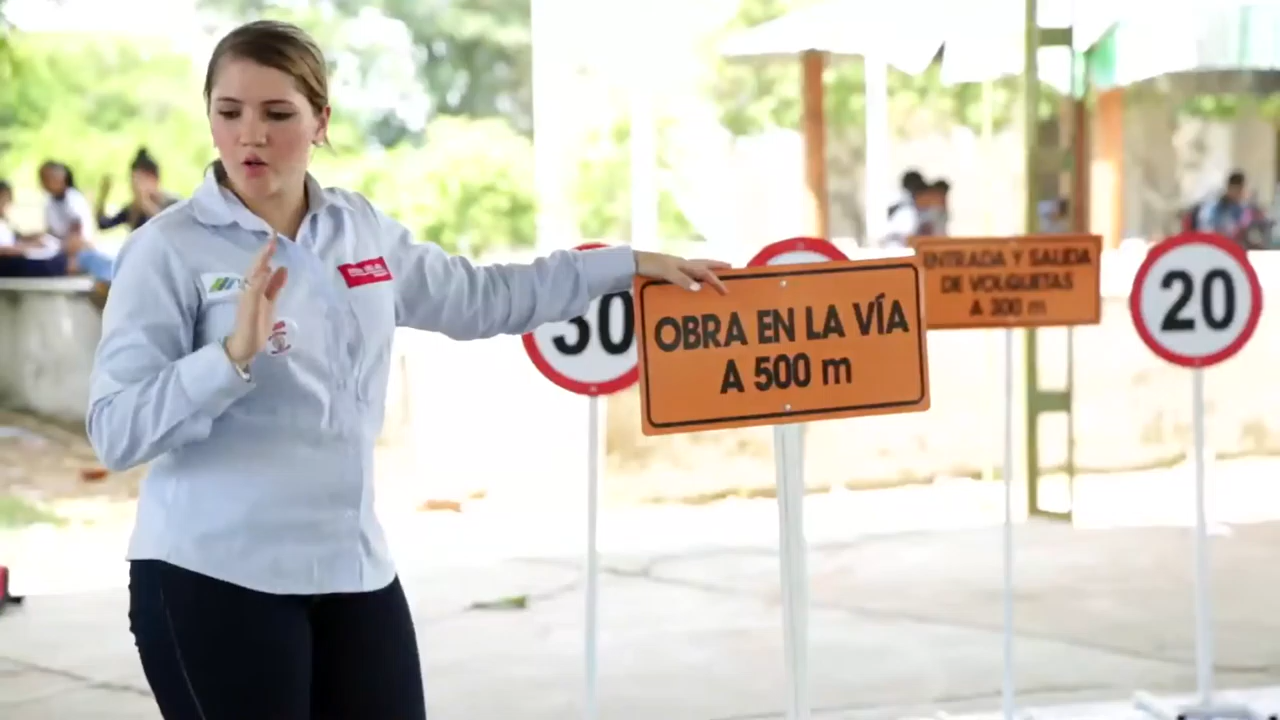 30
OBRA EN LA VÍA
A 500 m
ENTRADA Y SALIDA
DE VOLQUETAS
A 300 m
20